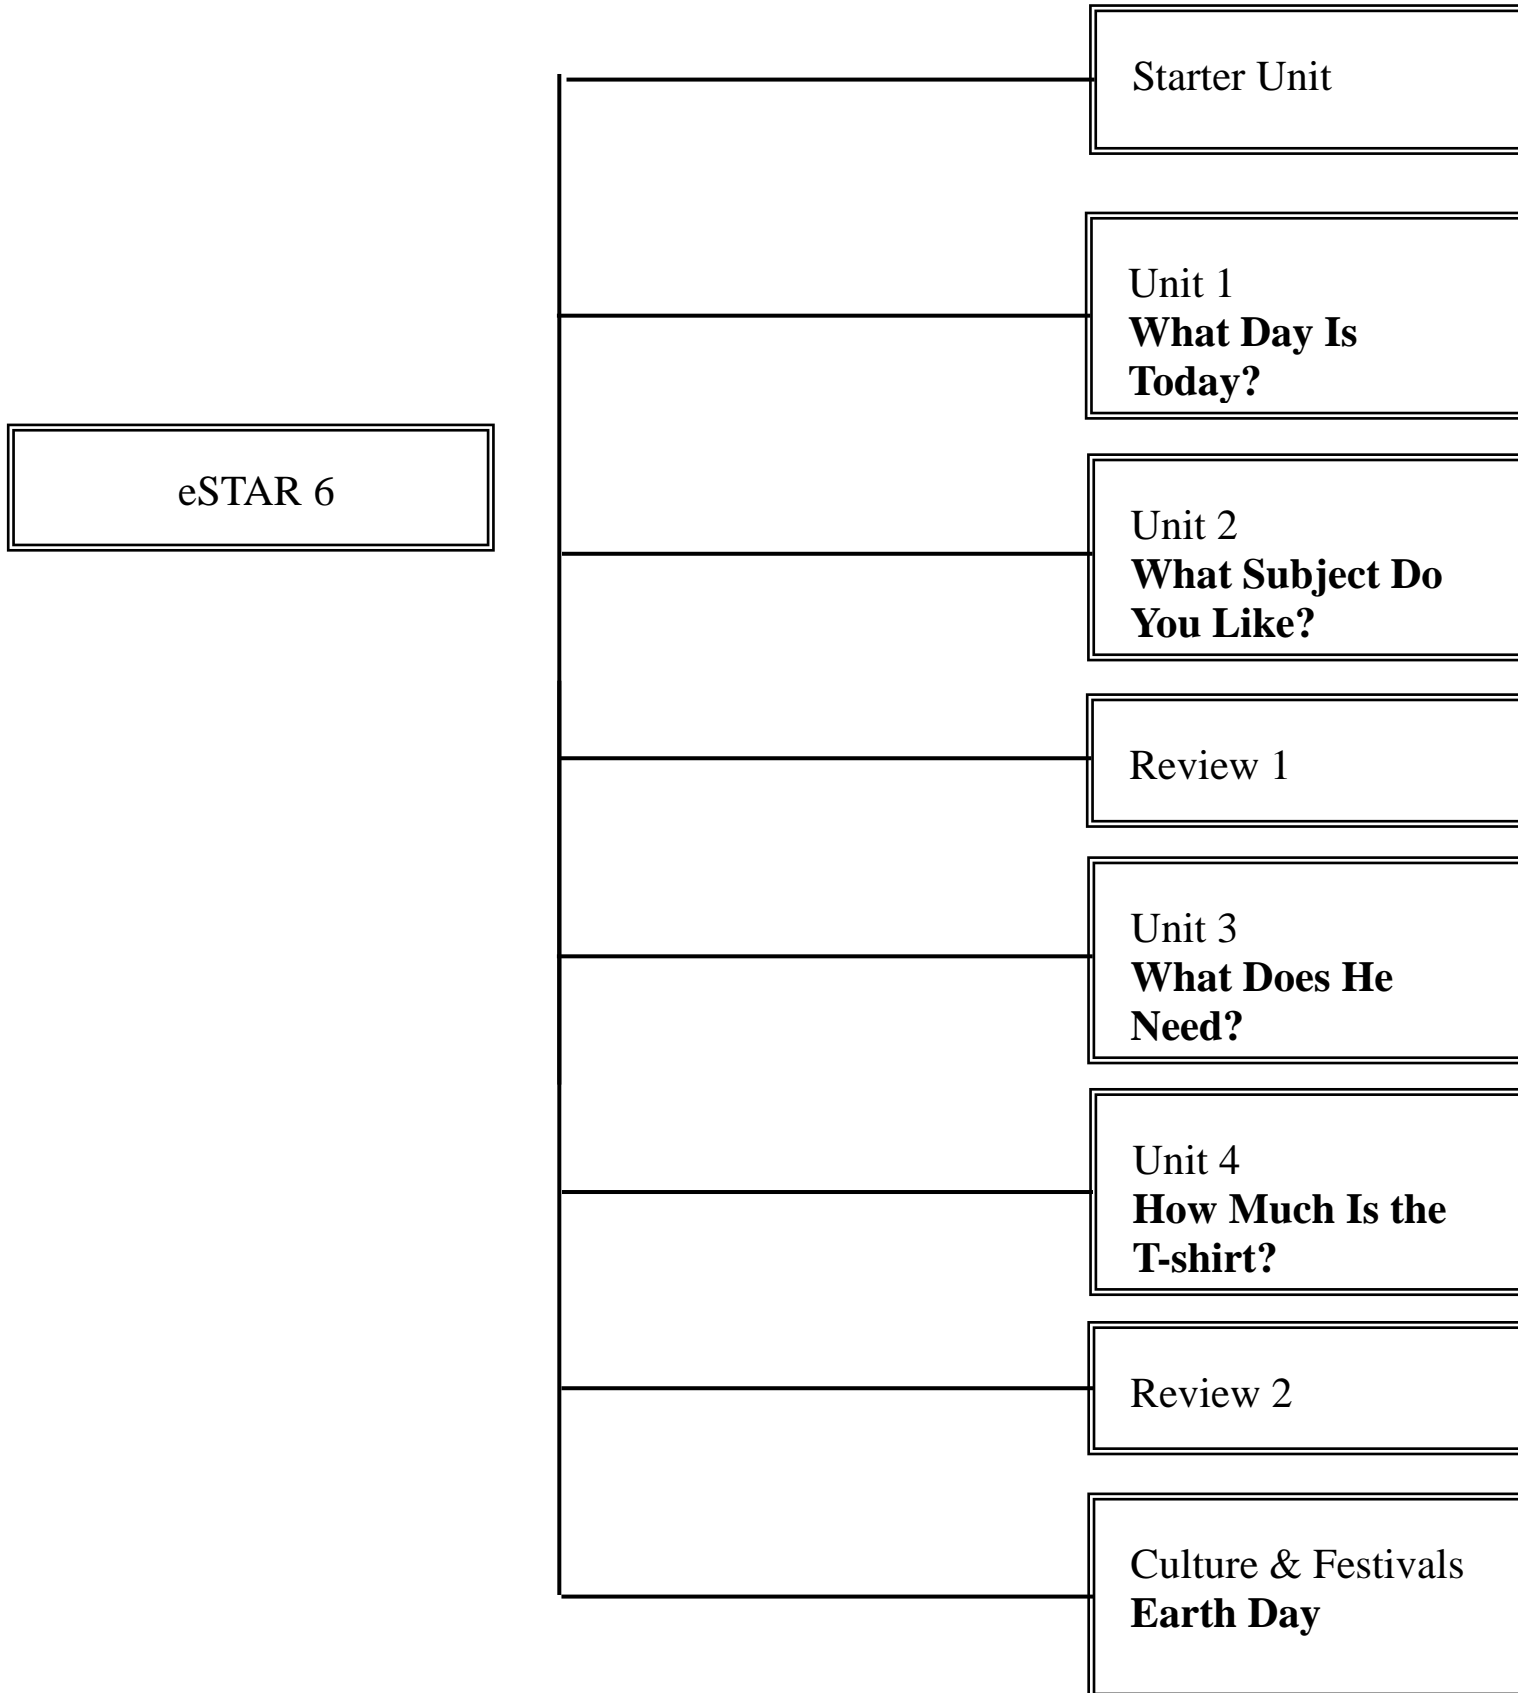 Starter Unit
Unit 1
What Day Is
Today?
eSTAR 6
Unit 2
What Subject Do
You Like?
Review 1
Unit 3
What Does He
Need?
Unit 4
How Much Is the
T-shirt?
Review 2
Culture & Festivals
Earth Day